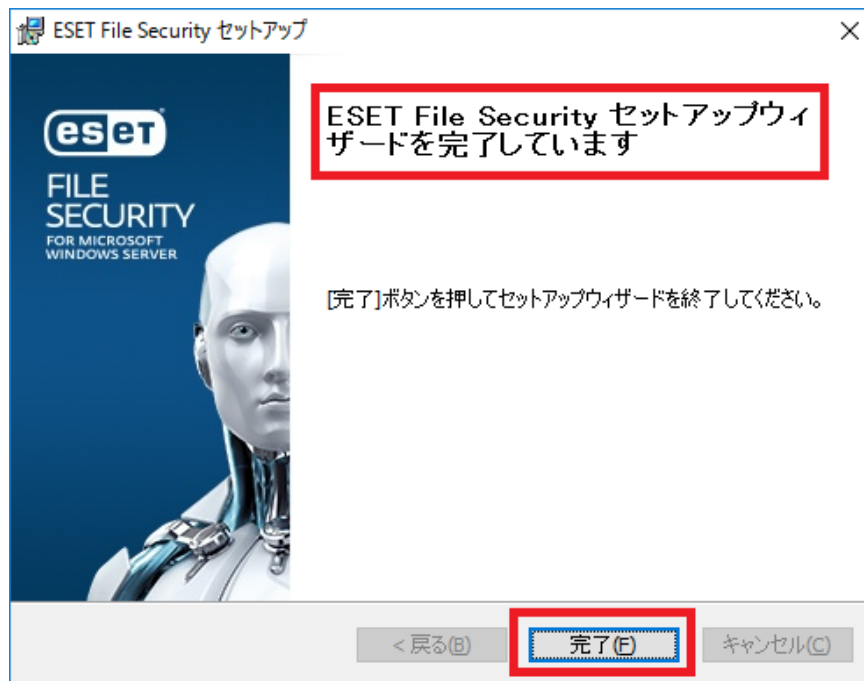 ESET File Security セットアップ
eset
FILE
SECURITY
FOR MICROSOFT
WINDOWS SERVER
ESET File Security セットアップウィ
ザードを完了しています
[完了]ボタンを押してセットアップウィザードを終了してください。
< 戻る(B)
完了(F)
キャンセル(C)